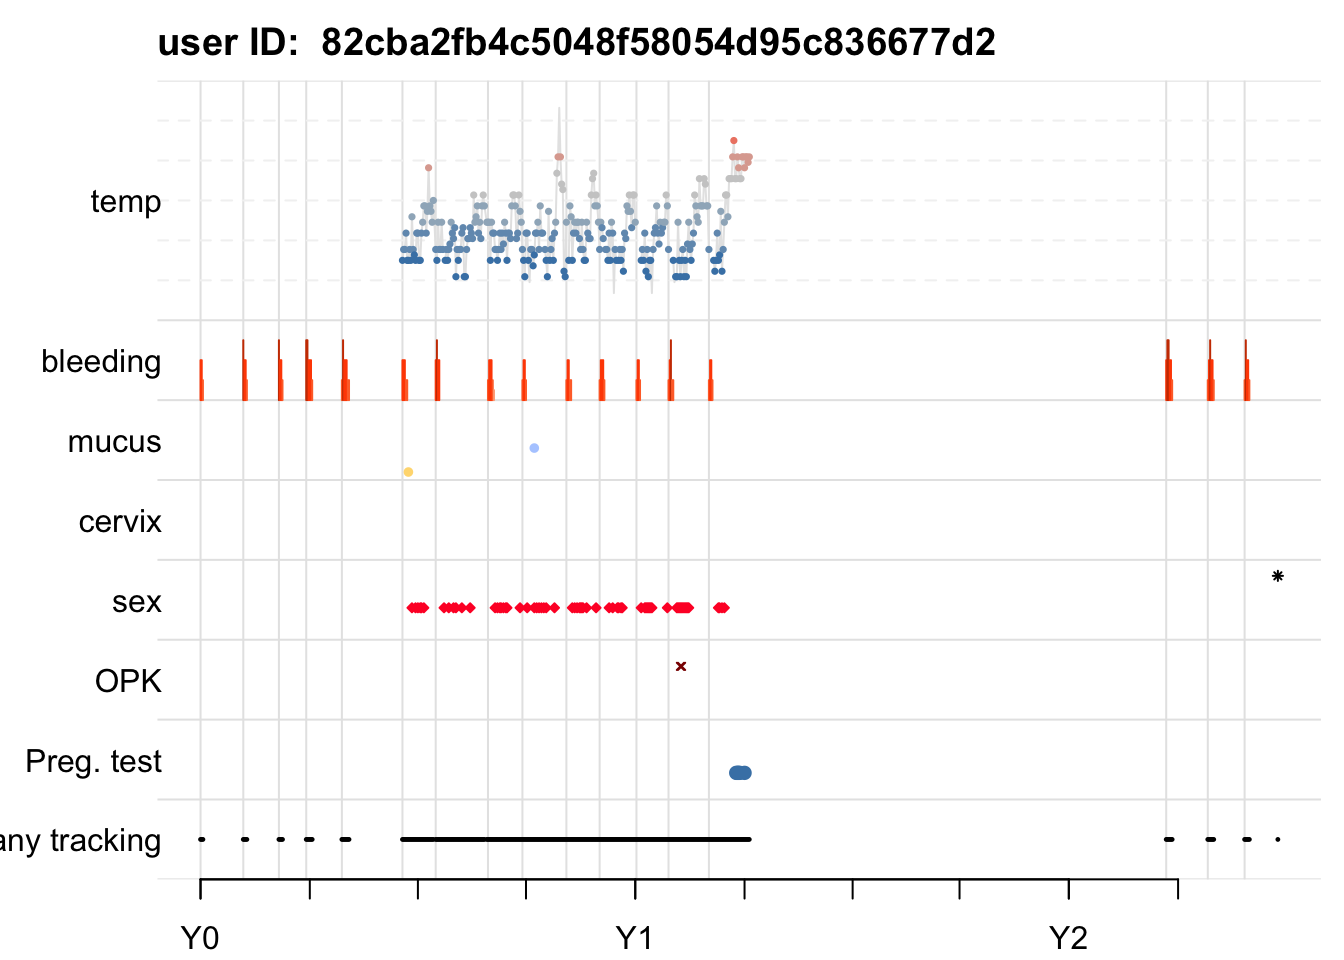 user ID:  82cba2fb4c5048f58054d95c836677d2
temp
bleeding
mucus
cervix
sex
OPK
Preg. test
any tracking
Y0 Y1 Y2